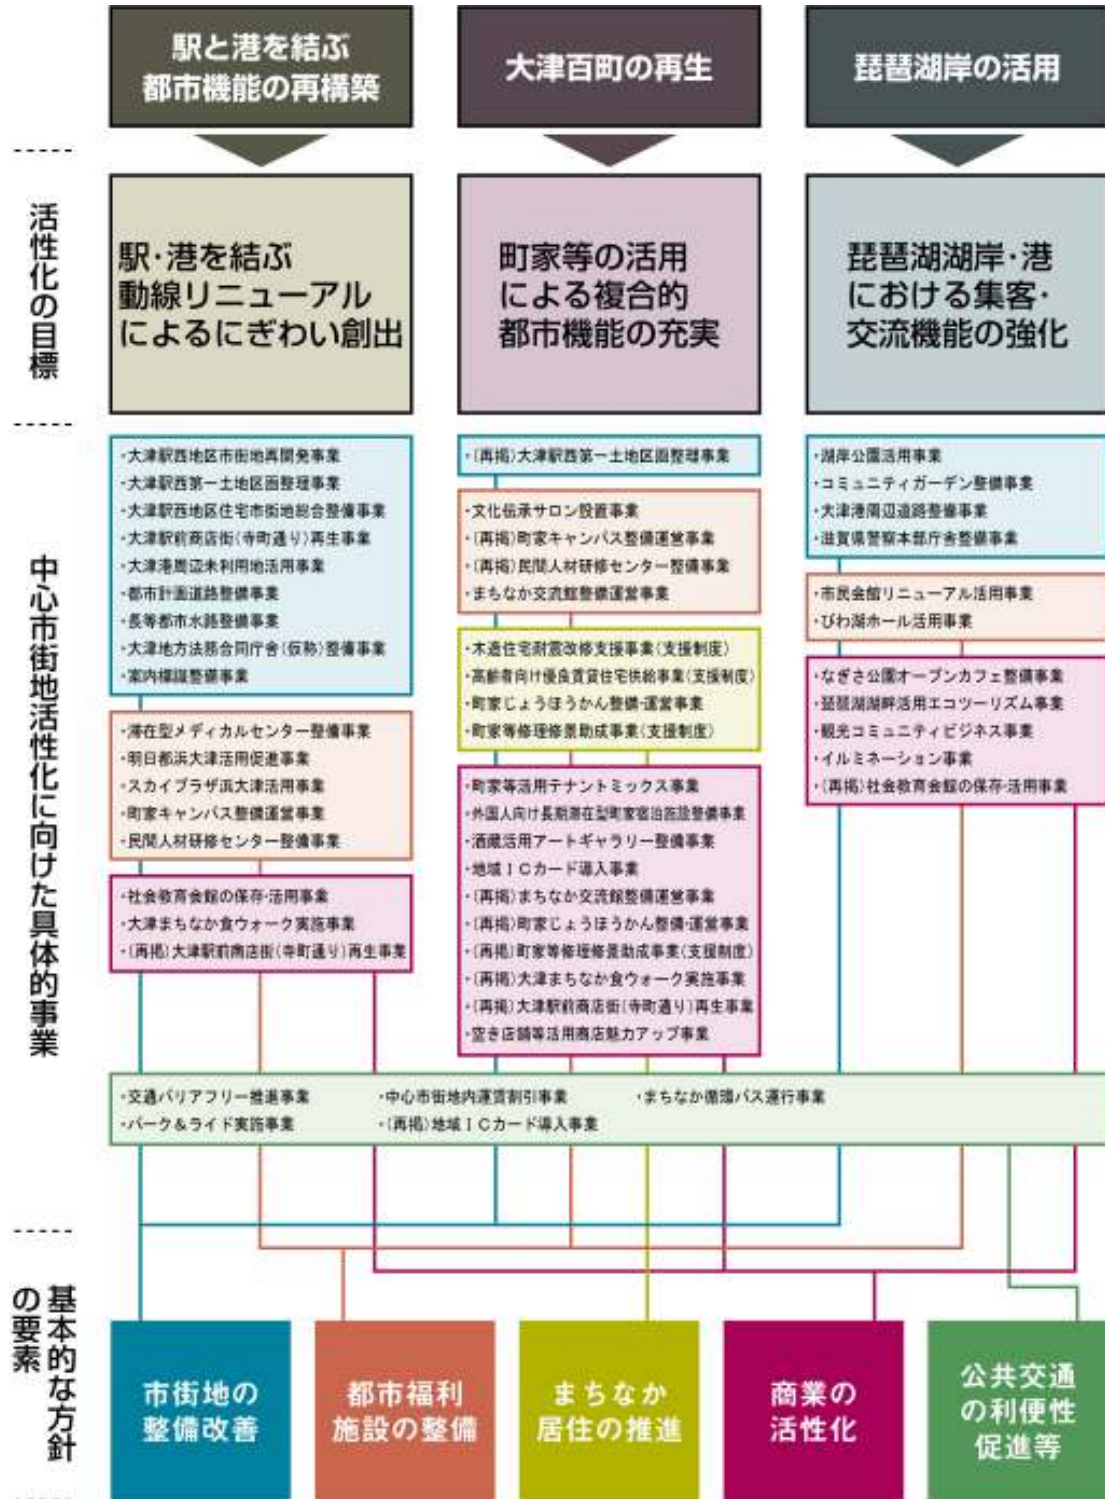 駅と港を結ぶ
都市機能の再構築
大津百町の再生
琵琶湖岸の活用
活性化の目標
駅・港を結ぶ
動線リニューアル
によるにぎわい創出
町家等の活用
による複合的
都市機能の充実
琵琶湖湖岸・港
における集客・
交流機能の強化
中心市街地活性化に向けた具体的事業
・大津駅西地区市街地再開発事業
・大津駅西第一土地区画整理事業
・大津駅西地区住宅市街地総合整備事業
・大津駅前商店街(寺町通り)再生事業
・大津港周辺未利用地活用事業
・都市計画道路整備事業
・長等都市水路整備事業
・大津地方法務合同庁舎(仮称)整備事業
・案内標識整備事業
・滞在型メディカルセンター整備事業
・明日都浜大津活用促進事業
・スカイプラザ浜大津活用事業
・町家キャンパス整備運営事業
・民間人材研修センター整備事業
・社会教育会館の保存・活用事業
・大津まちなか食ウォーク実施事業
・(再掲)大津駅前商店街(寺町通り)再生事業
・(再掲)大津駅西第一土地区画整理事業
・文化伝承サロン設置事業
・(再掲)町家キャンパス整備運営事業
・(再掲)民間人材研修センター整備事業
・まちなか交流館整備運営事業
・木造住宅耐震改修支援事業(支援制度)
・高齢者向け優良賃貸住宅供給事業(支援制度)
・町家じょうほうかん整備・運営事業
・町家等修理修景助成事業(支援制度)
・町家等活用テナントミックス事業
・外国人向け長期滞在型町家宿泊施設整備事業
・酒蔵活用アートギャラリー整備事業
・地域ICカード導入事業
・(再掲)まちなか交流館整備運営事業
・(再掲)町家じょうほうかん整備・運営事業
・(再掲)町家等修理修景助成事業(支援制度)
・(再掲)大津まちなか食ウォーク実施事業
・(再掲)大津駅前商店街(寺町通り)再生事業
・空き店舗等活用商店魅力アップ事業
・湖岸公園活用事業
・コミュニティガーデン整備事業
・大津港周辺道路整備事業
・滋賀県警察本部庁舎整備事業
・市民会館リニューアル活用事業
・びわ湖ホール活用事業
・なぎさ公園オープンカフェ整備事業
・琵琶湖湖畔活用エコツーリズム事業
・観光コミュニティビジネス事業
・イルミネーション事業
・(再掲)社会教育会館の保存・活用事業
・交通バリアフリー推進事業
・中心市街地内運賃割引事業
・まちなか循環バス運行事業
・パーク＆ライド実施事業
・(再掲)地域ICカード導入事業
基本的な方針
の要素
市街地の
整備改善
都市福利
施設の整備
まちなか
居住の推進
商業の
活性化
公共交通
の利便性
促進等